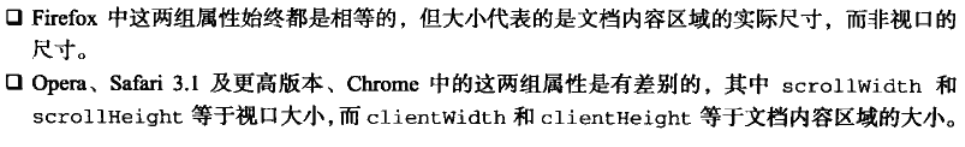 ❑ Firefox 中这两组属性始终都是相等的，但大小代表的是文档内容区域的实际尺寸，而非视口的
尺寸。
❑ Opera、Safari 3.1 及更高版本、Chrome 中的这两组属性是有差别的，其中 scrollWidth 和
scrollHeight 等于视口大小，而 clientWidth 和 clientHeight 等于文档内容区域的大小。